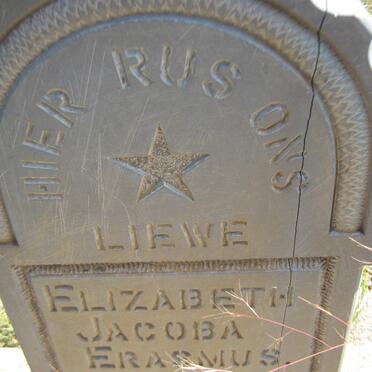 HIER RUS ONS
LIEWE
ELIZABETH
JACOBA
ERASMUS.